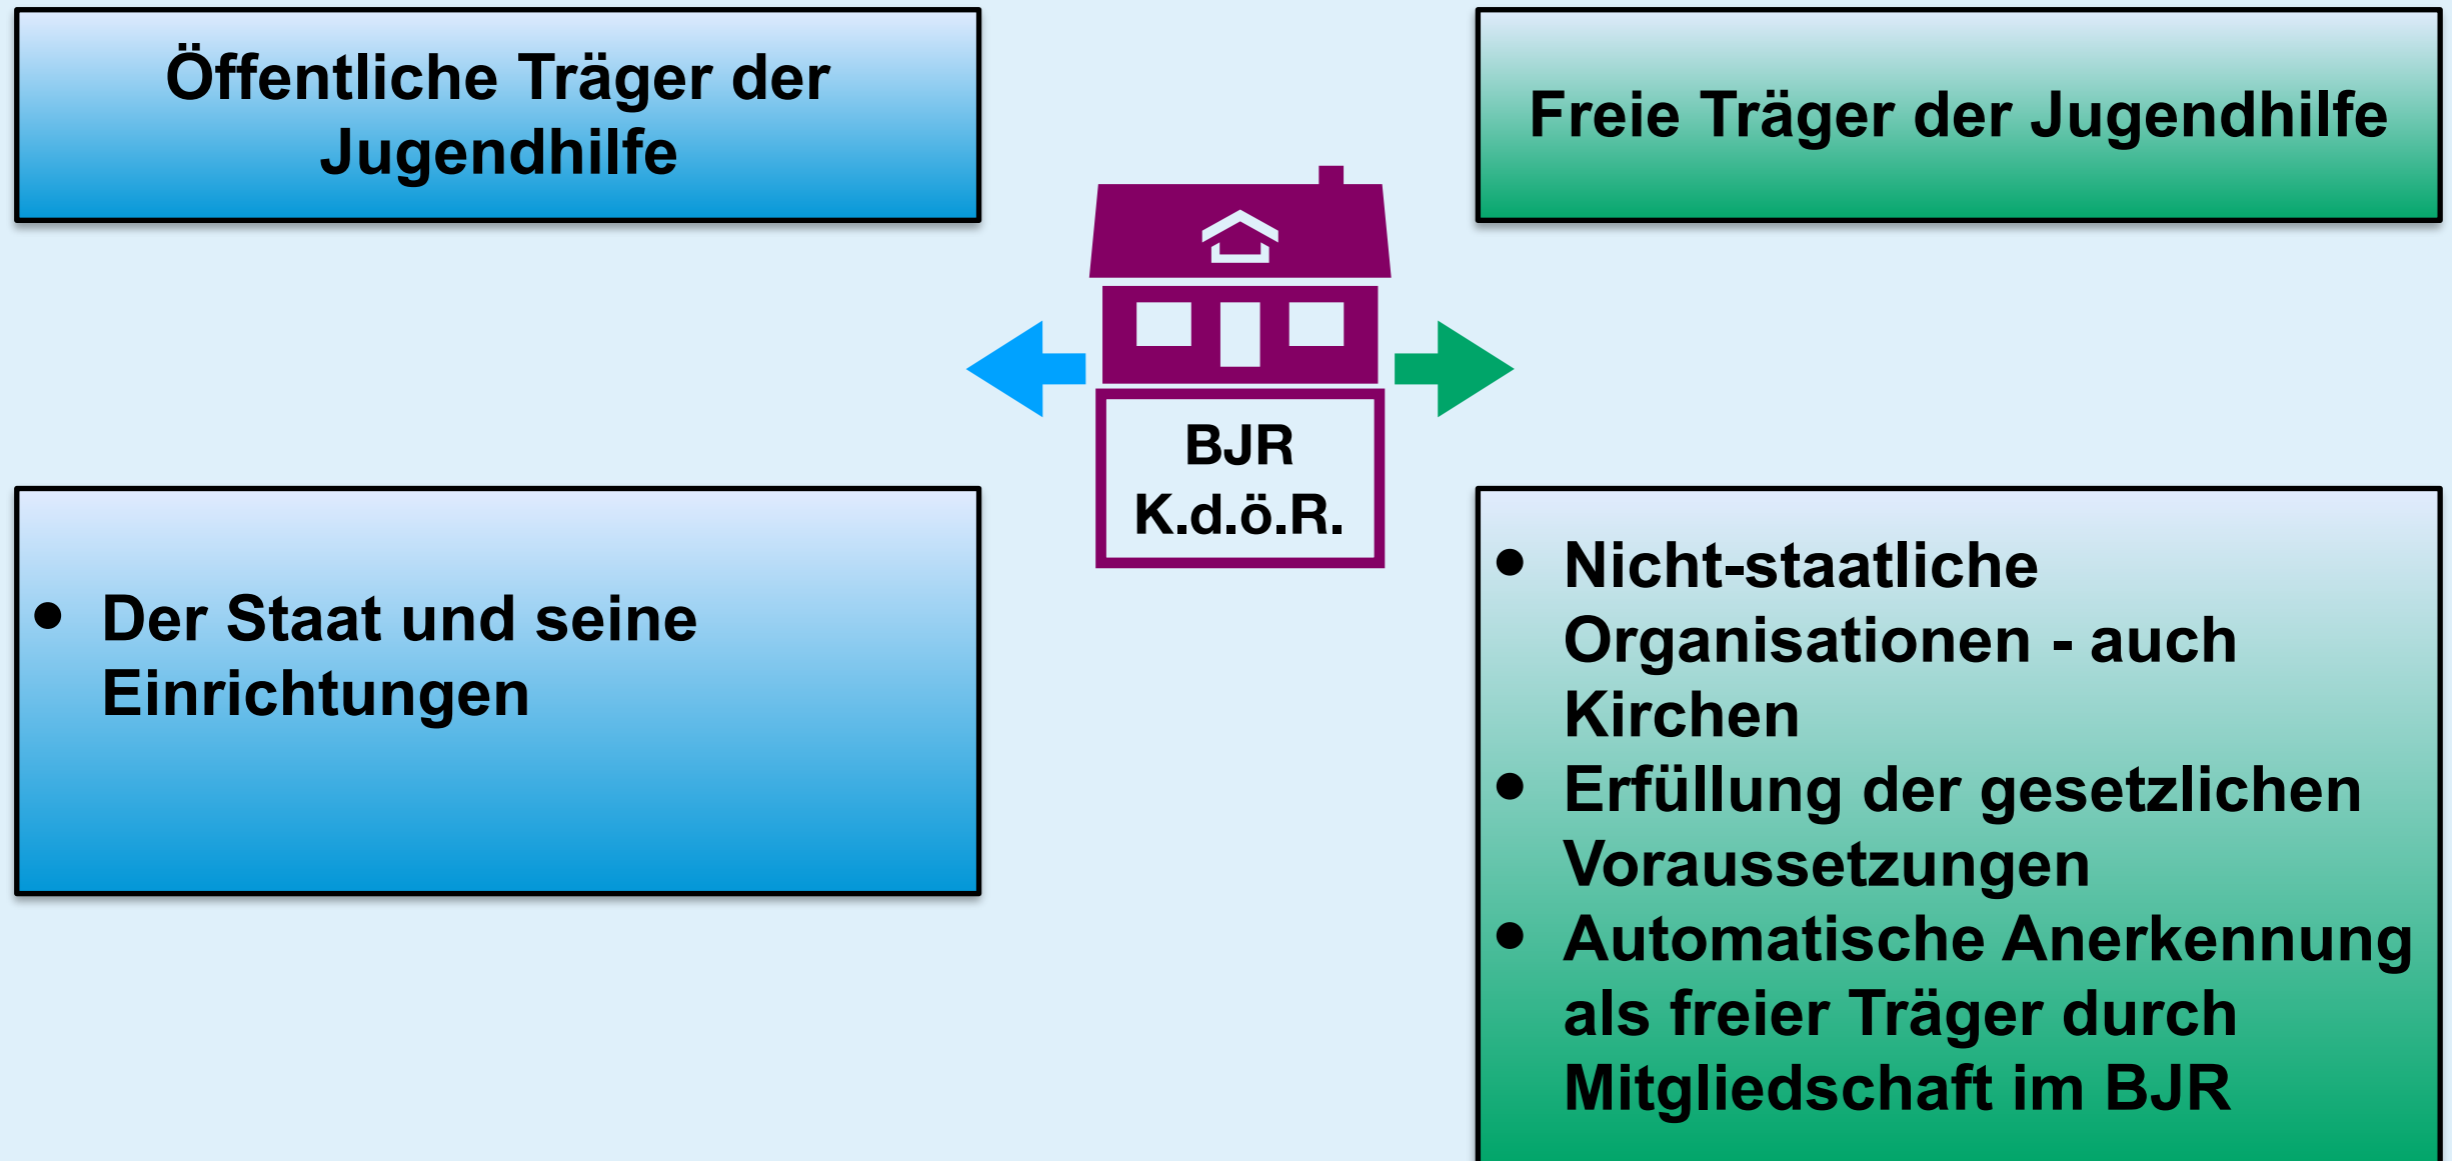 Öffentliche Träger der
Jugendhilfe
Freie Träger der Jugendhilfe
BJR
K.d.ö.R.
• Der Staat und seine
Einrichtungen
• Nicht-staatliche
Organisationen - auch
Kirchen
• Erfüllung der gesetzlichen
Voraussetzungen
• Automatische Anerkennung
als freier Träger durch
Mitgliedschaft im BJR